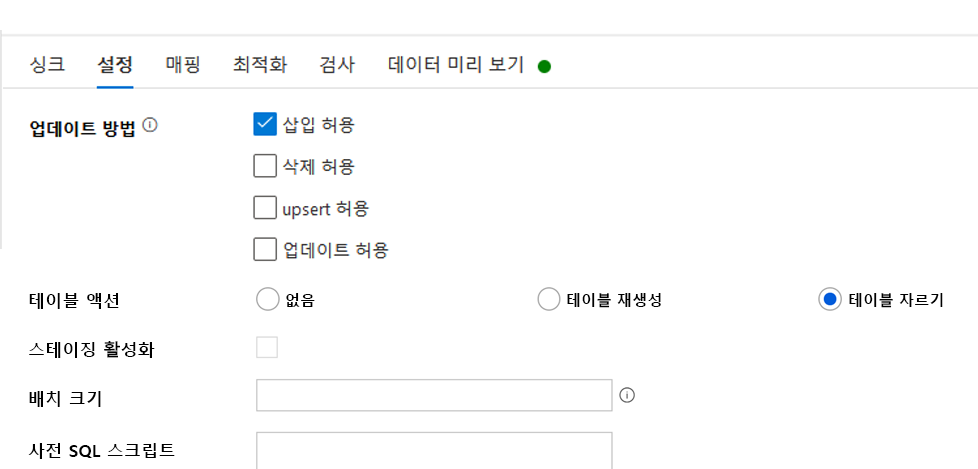 싱크 설정 매핑 최적화 검사 데이터 미리 보기
업데이트 방법 삽입 허용
삭제 허용
upsert 허용
업데이트 허용
테이블 액션 없음 테이블 재생성 테이블 자르기
스테이징 활성화
배치 크기
사전 SQL 스크립트